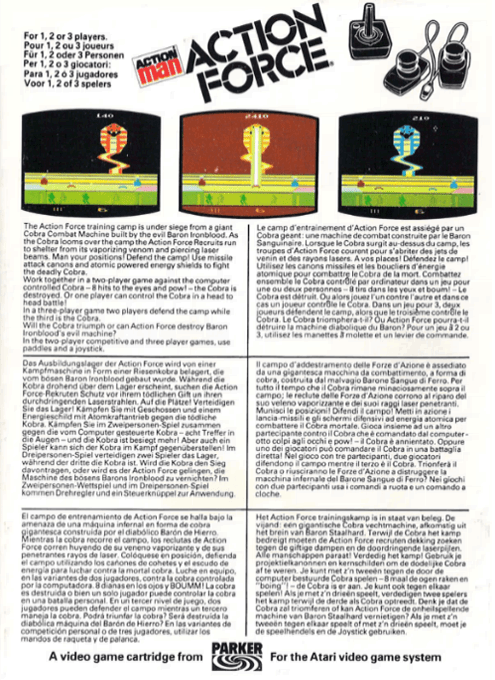 For 1, 2 or 3 players.
Pour 1, 2 ou 3 joueurs
Für 1, 2 oder 3 Personen
Per 1, 2 o 3 giocatori:
Para 1, 2 ó 3 jugadores
Voor 1, 2 of 3 spelers
ACTION
man
ACTION
FORCE
140
2410
210
The Action Force training camp is under siege from a giant
Cobra Combat Machine built by the evil Baron Ironblood. As
the Cobra looms over the camp the Action Force Recruits run
to shelter from its vaporizing venom and piercing laser
beams. Man your positions! Defend the camp! Use missile
attack canons and atomic powered energy shields to fight
the deadly Cobra.
Work together in a two-player game against the computer
controlled Cobra – 8 hits to the eyes and pow! – the Cobra is
destroyed. Or one player can control the Cobra in a head to
head battle!
In a three-player game two players defend the camp while
the third is the Cobra.
Will the Cobra triumph or can Action Force destroy Baron
Ironblood's evil machine?
In the two-player competitive and three player games, use
paddles and a joystick.
Le camp d'entrainement d'Action Force est assiégé par un
Cobra géant: une machine de combat construite par le Baron
Sanguinaire. Lorsque le Cobra surgit au-dessus du camp, les
troupes d'Action Force courent pour s'abriter des jets de
venin et des rayons lasers. A vos places! Défendez le camp!
Utilisez les canons missiles et les boucliers d'énergie
atomique pour combattre le Cobra de la mort. Combattez
ensemble le Cobra contrôlé par ordinateur dans un jeu pour
une ou deux personnes – 8 tirs dans les yeux et boum! – Le
Cobra est détruit. Ou alors jouez l'un contre l'autre et dans ce
cas un joueur contrôle le Cobra. Dans un jeu pour 3, deux
joueurs défendent le camp, alors que le troisième contrôle le
Cobra. Le Cobra triomphera-t-il? Ou Action Force pourra-t-il
détruire la machine diabolique du Baron? Pour un jeu à 2 ou
3, utilisez les manettes à molette et un levier de commande.
Das Ausbildungslager der Action Force wird von einer
Kampfmaschine in Form einer Riesenkobra belagert, die
vom bösen Baron Ironblood gebaut wurde. Während die
Kobra drohend über dem Lager erscheint, suchen die Action
Force-Rekruten Schutz vor ihrem tödlichen Gift un ihren
durchdringenden Laserstrahlen. Auf die Plätze! Verteidigen
Sie das Lager! Kämpfen Sie mit Geschossen und einem
Energieschild mit Atomkraftantrieb gegen die tödliche
Kobra. Kämpfen Sie im Zweipersonen-Spiel zusammen
gegen die vom Computer gesteuerte Kobra – acht Treffer in
die Augen – und die Kobra ist besiegt mehr! Aber auch ein
Spieler kann sich der Kobra im Kampf gegenüberstellen! Im
Dreipersonen-Spiel verteidigen zwei Spieler das Lager,
während der dritte die Kobra ist. Wird die Kobra den Sieg
davontragen, oder wird es der Action Force gelingen, die
Maschine des bösen Barons Ironblood zu vernichten? Im
Zweipersonen-Wettspiel und im Dreipersonen-Spiel
kommen Drehregler und ein Steuerknüppel zur Anwendung.
Il campo d'addestramento delle Forze d'Azione è assediato
da una gigantesca macchina da combattimento, a forma di
cobra, costruita dal malvagio Barone Sangue di Ferro. Per
tutto il tempo che il Cobra rimane minaciosamente sopra il
campo; le reclute delle Forze d'Azione corrono al riparo del
suo veleno vaporizzante e dei suoi raggi laser penetranti.
Munisci le posizioni! Difendi il campo! Metti in azione i
lancia-missili e gli schermi difensivi ad energia atomica per
combattere il Cobra mortale. Gioca insieme ad un altro
partecipante contro il Cobra che è comandato dal computer-
otto colpi agli occhi e pow! – il Cobra è annientato. Oppure
uno dei giocatori può comandare il Cobra in una battaglia
diretta! Nel gioco con tre partecipanti, due giocatori
difendono il campo mentre il terzo è il Cobra. Trionferà il
Cobra o riusciranno le Forze d'Azione a distruggere la
macchina infernale del Barone Sangue di Ferro? Nei giochi
con due partecipanti usa i comandi a ruota e un comando a
cloche.
El campo de entrenamiento de Action Force se halla bajo la
amenaza de una máquina infernal en forma de cobra
gigantesca construida por el diabólico Barón de Hierro.
Mientras la cobra recorre el campo, los reclutas de Action
Force corren huyendo de su veneno vaporizante y de sus
penetrantes rayos de láser. Colóquese en posición, defienda
el campo utilizando los cañones de cohetes y el escudo de
energía para luchar contra la mortal cobra. Luche en equipo,
en las variantes de dos jugadores, contra la cobra controlada
por la computadora. 8 dianas en los ojos y BOUMM! La cobra
es destruida o bien un solo jugador puede controlar la cobra
en una batalla personal. En un tercer nivel de juego, dos
jugadores pueden defender el campo mientras un tercero
maneja la cobra. Podrá triunfar la cobra? Será destruida la
diabólica máquina del Barón de Hierro? En las variantes de
competición personal o de tres jugadores, utilizar los
mandos de raqueta y de palanca.
Het Action Force trainingskamp is in staat van beleg. De
vijand: een gigantische Cobra vechtmachine, afkomstig uit
het brein van Baron Staalhard. Terwijl de Cobra het kamp
bedreigt moeten de Action Force recruten dekking zoeken
tegen de giftige dampen en de doordringende laserpijlen.
Alle manschappen paraat! Verdedig het kamp! Gebruik je
projektielkanonnen en kernschilden om de dodelijke Cobra
af te weren. Je kunt met z'n tweeën tegen de door de
computer bestuurde Cobra spelen – 8 maal de ogen raken en
"boing"! – de Cobra is er aan. Je kunt ook tegen elkaar
spelen! Als je met z'n drieën speelt, verdedigen twee spelers
het kamp terwijl de derde als Cobra optreedt. Denk je dat de
Cobra zal triomferen of kan Action Force de onheilspellende
machine van Baron Staalhard vernietigen? Als je met z'n
tweeën tegen elkaar speelt of met z'n drieën speelt, moet je
de speelhendels en de Joystick gebruiken.
A video game cartridge from PARKER For the Atari video game system